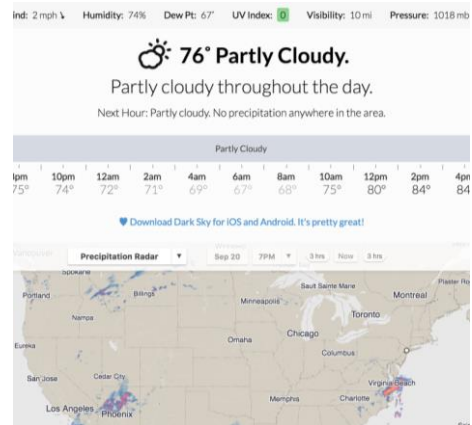 ind: 2 mph Humidity: 74% Dew Pt: 67° UV Index: 0 Visibility: 10 mi Pressure: 1018 mb
76° Partly Cloudy.
Partly cloudy throughout the day.
Next Hour: Partly cloudy. No precipitation anywhere in the area.
Partly Cloudy
pm 10pm 12am 2am 4am 6am 8am 10am 12pm 2pm 4pm
75° 74° 72° 71° 69° 67° 68° 75° 80° 84° 84
Download Dark Sky for iOS and Android. It's pretty great!
Vancouver Precipitation Radar Sep 20 7PM 3 hrs Now 3 hrs
Spokane
Sault Sainte Marie
Portland Billings Minneapolis Montreal
Nampa Toronto
Chicago
Eureka Omaha
Columbus
San Jose Cedar City Virginia Beach
Memphis Charlotte
Los Angeles Phoenix